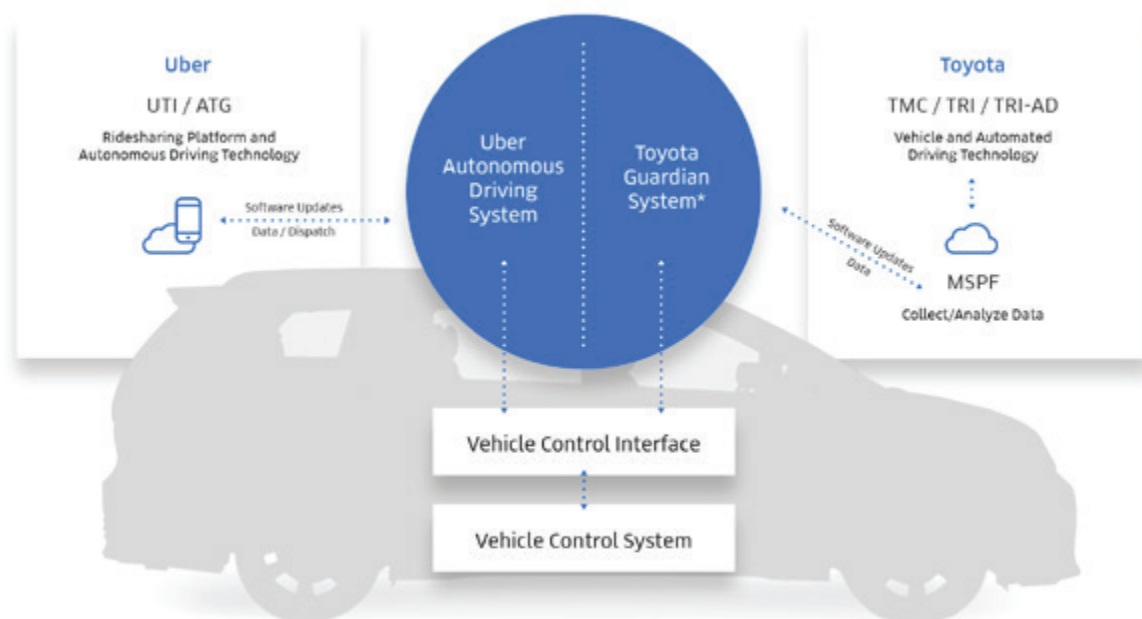 Uber
UTI / ATG
Ridesharing Platform and
Autonomous Driving Technology
Software Updates
Data / Dispatch
Uber
Autonomous
Driving
System
Toyota
Guardian
System*
Toyota
TMC / TRI / TRI-AD
Vehicle and Automated
Driving Technology
Software Updates
Data
MSPF
Collect/Analyze Data
Vehicle Control Interface
Vehicle Control System